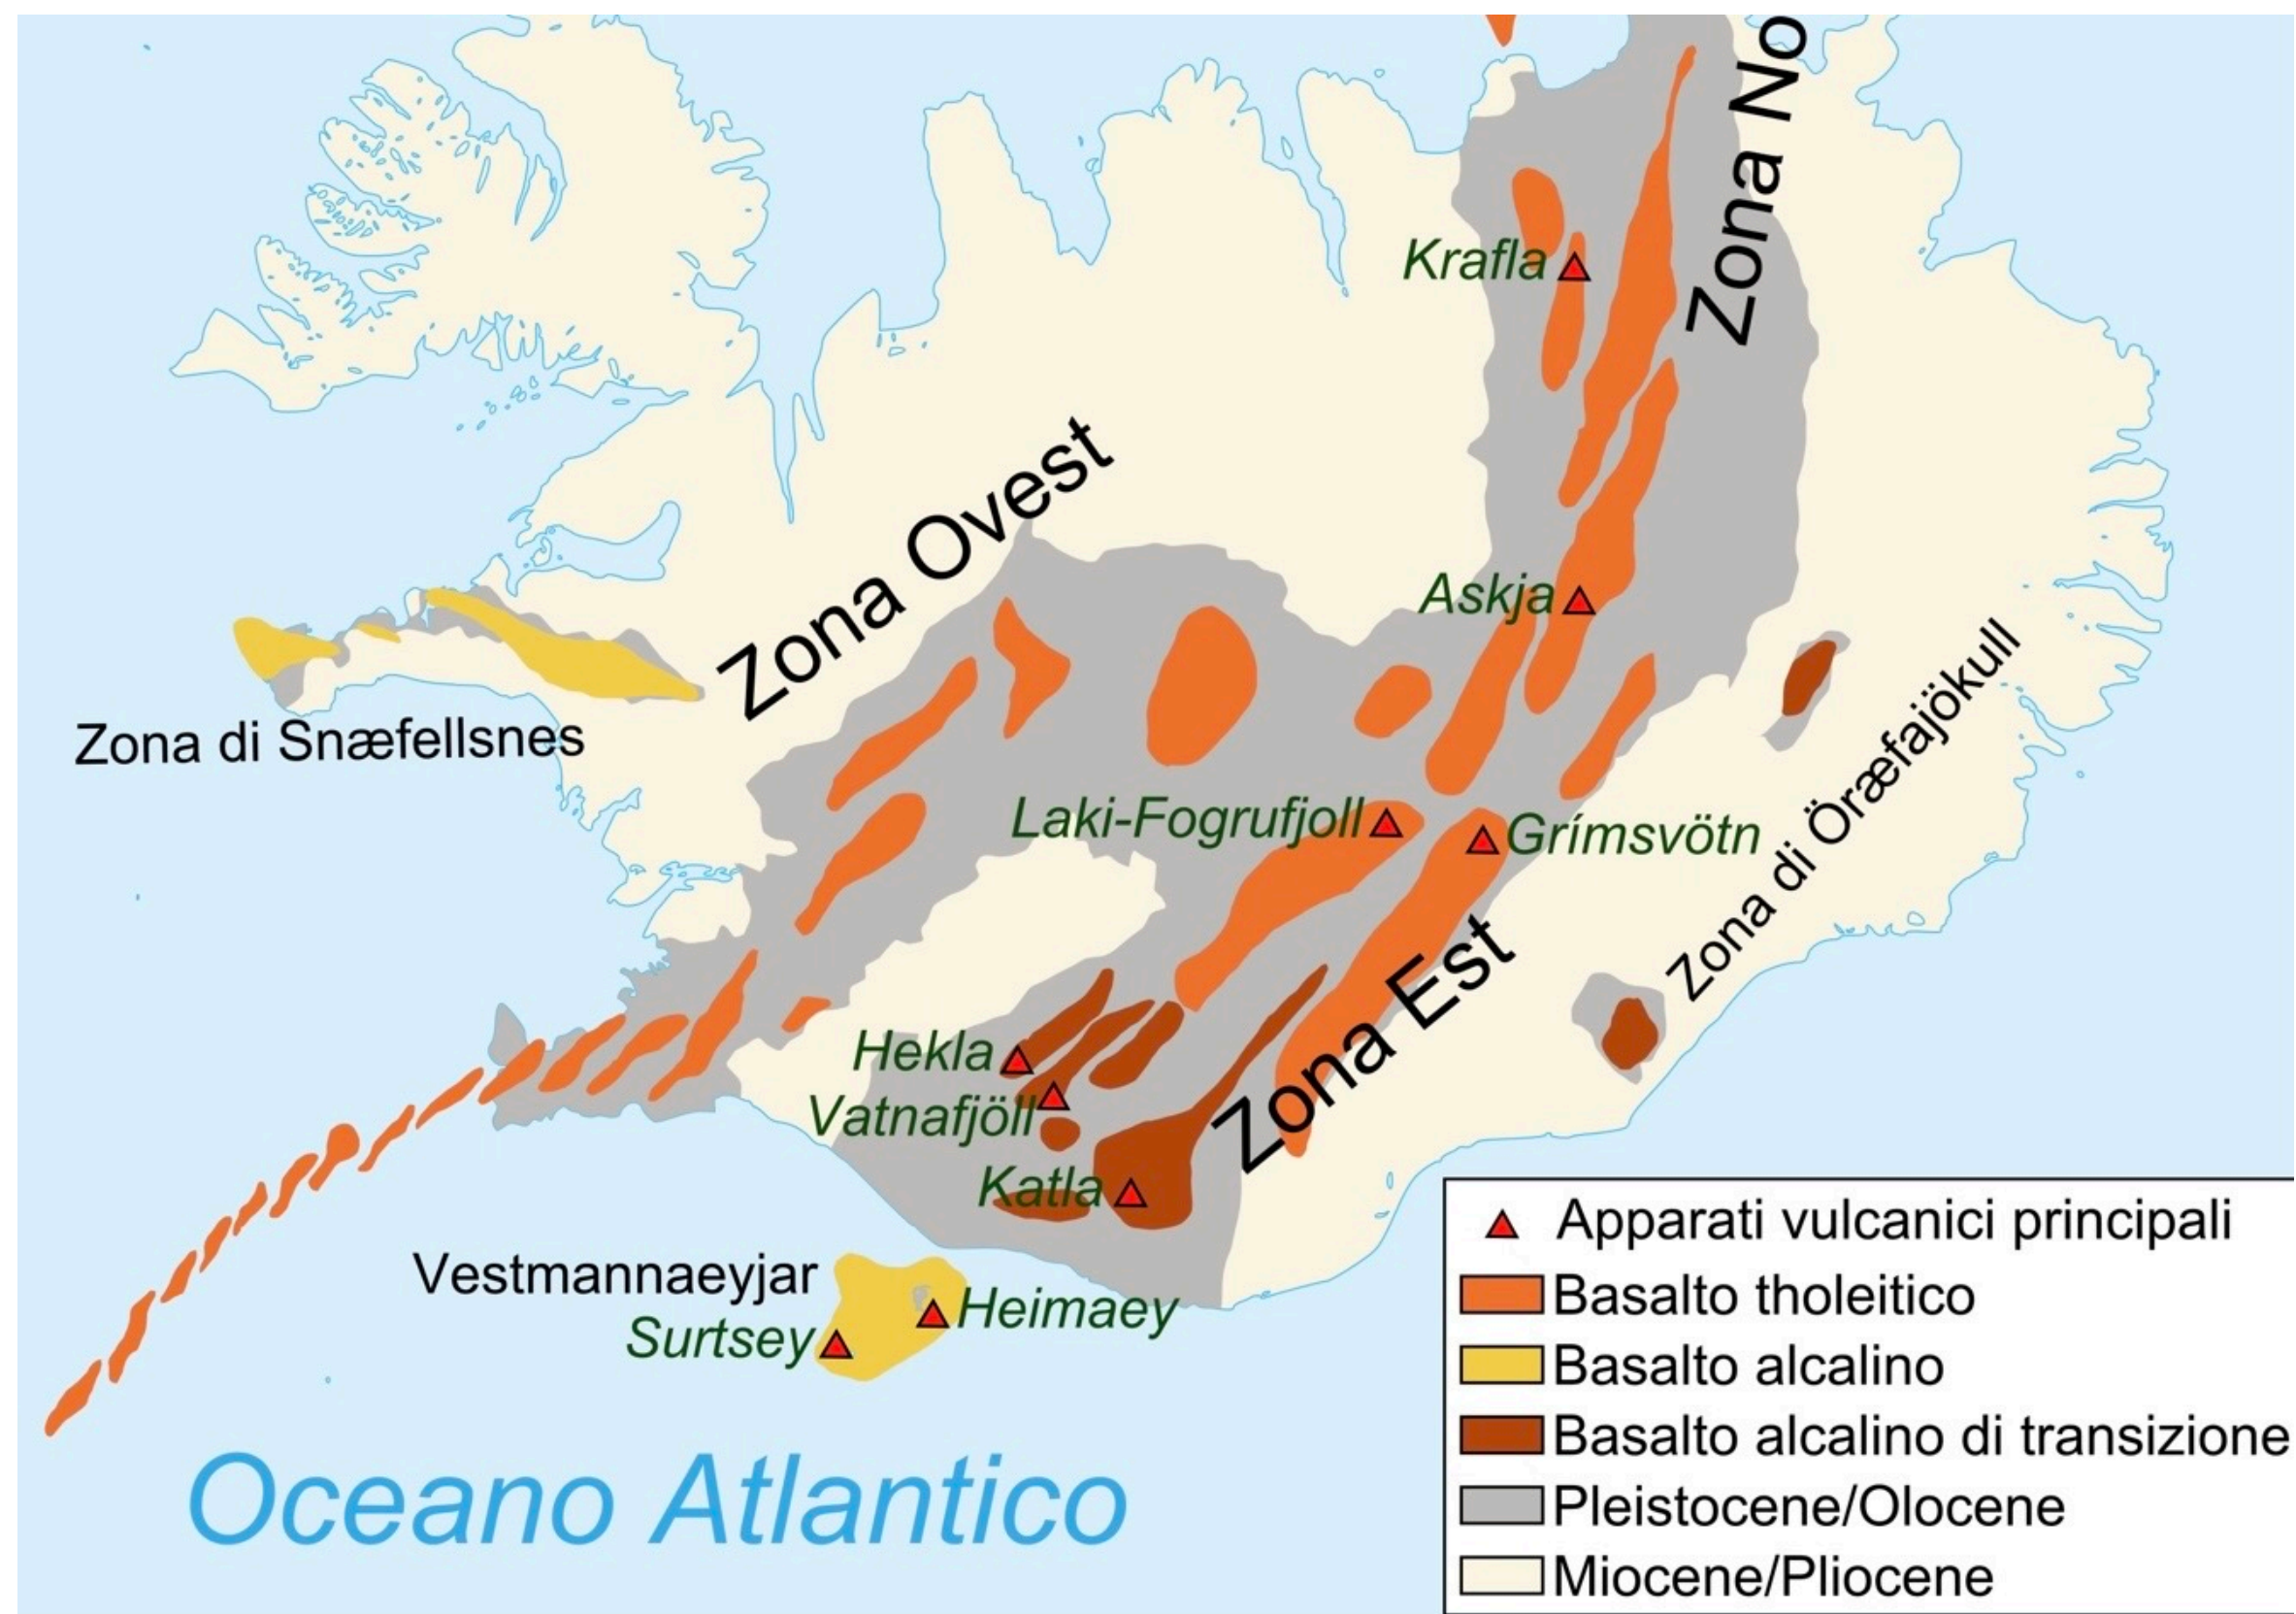 Zona No
Krafla
Zona Ovest
Askja
Zona di Snæfellsnes
Zona di Öræfajökull
Laki-Fogrufjoll
Grímsvötn
Zona Est
Hekla
Vatnafjöll
Katla
Vestmannaeyjar
Heimaey
Surtsey
Oceano Atlantico
Apparati vulcanici principali
Basalto tholeitico
Basalto alcalino
Basalto alcalino di transizione
Pleistocene/Olocene
Miocene/Pliocene